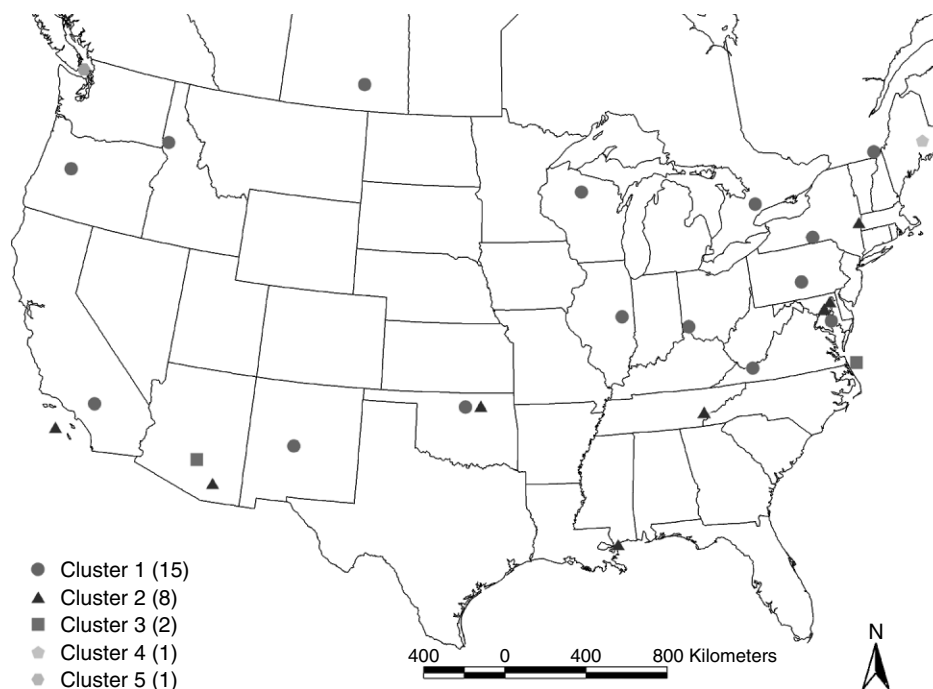 Cluster 1 (15)
Cluster 2 (8)
Cluster 3 (2)
Cluster 4 (1)
Cluster 5 (1)
400 0 400 800 Kilometers
N